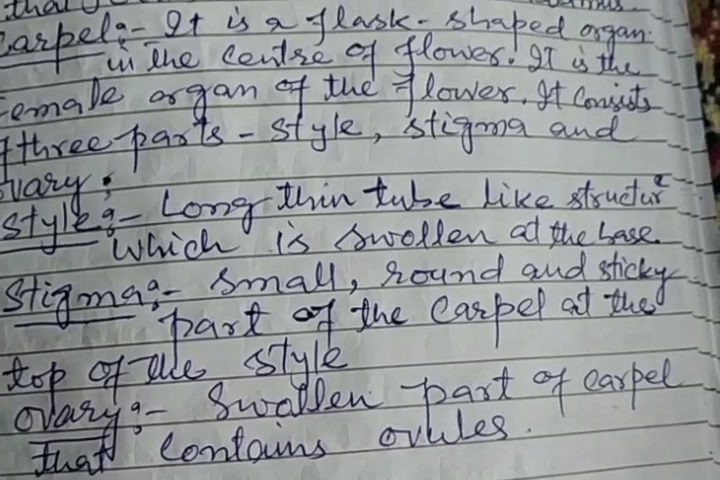 that
Carpel:- It is a flask-shaped organ
in the centre of flower. It is the
Female organ of the flower. It consists
of three parts - style, stigma and
ovary.
Style:- Long thin tube like structure
which is swollen at the base.
Stigma:- small, round and sticky
part of the carpel at the
top of the style
Ovary:- Swollen part of carpel
that contains ovules.